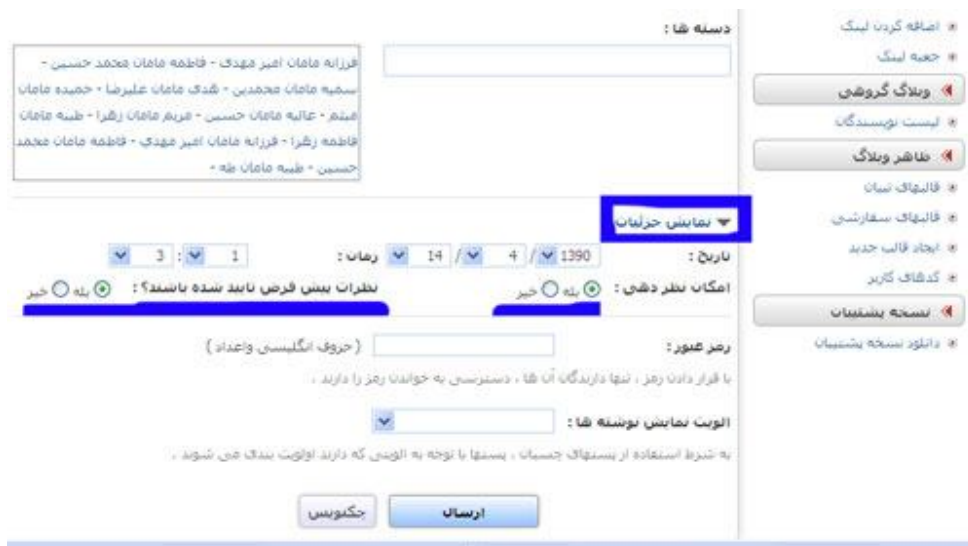 اضافه کردن لینک
جعبه لینک
وبلاگ گروهی
لیست نویسندگان
ظاهر وبلاگ
قالبهای تبیان
قالبهای سفارشی
ایجاد قالب جدید
کدهای کاربر
نسخه پشتیبان
دانلود نسخه پشتیبان
دسته ها :
فرزانه مامان امیر مهدی - فاطمه مامان محمد حسین -
سمیه مامان محمدین - هدی مامان علیرضا - حمیده مامان
میثم - عالیه مامان حسین - مریم مامان زهرا - طیبه مامان
فاطمه زهرا - فرزانه مامان امیر مهدی - فاطمه مامان محمد
حسین - طیبه مامان طه -
نمایش جزئیات
تاریخ : 1390 / 4 / 14 زمان : 1 : 3
امکان نظر دهی : بله خیر نظرات پیش فرض تایید شده باشند؟ : بله خیر
رمز عبور : ( حروف انگلیسی واعداد )
با قرار دادن رمز ، تنها دارندگان آن ها ، دسترسی به خواندن رمز را دارند .
الویت نمایش نوشته ها :
به شرط استفاده از پستهای چسبان ، پستها با توجه به الویتی که دارند اولویت بندی می شوند .
ارسال
چکنویس